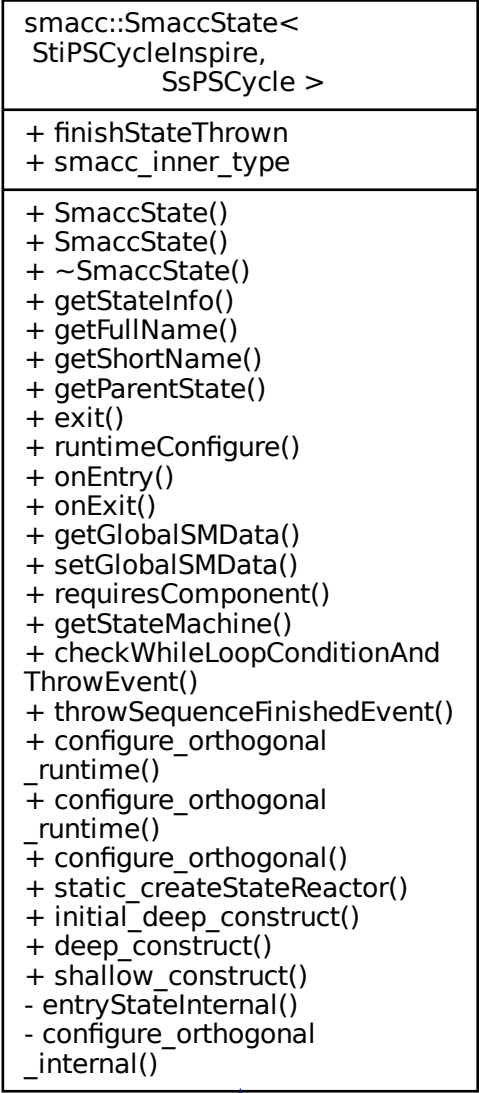 smacc::SmaccState<
StiPSCycleInspire,
SsPSCycle >
+ finishStateThrown
+ smacc_inner_type
+ SmaccState()
+ SmaccState()
+ ~SmaccState()
+ getStateInfo()
+ getFullName()
+ getShortName()
+ getParentState()
+ exit()
+ runtimeConfigure()
+ onEntry()
+ onExit()
+ getGlobalSMData()
+ setGlobalSMData()
+ requiresComponent()
+ getStateMachine()
+ checkWhileLoopConditionAnd
ThrowEvent()
+ throwSequenceFinishedEvent()
+ configure_orthogonal
_runtime()
+ configure_orthogonal
_runtime()
+ configure_orthogonal()
+ static_createStateReactor()
+ initial_deep_construct()
+ deep_construct()
+ shallow_construct()
- entryStateInternal()
- configure_orthogonal
_internal()